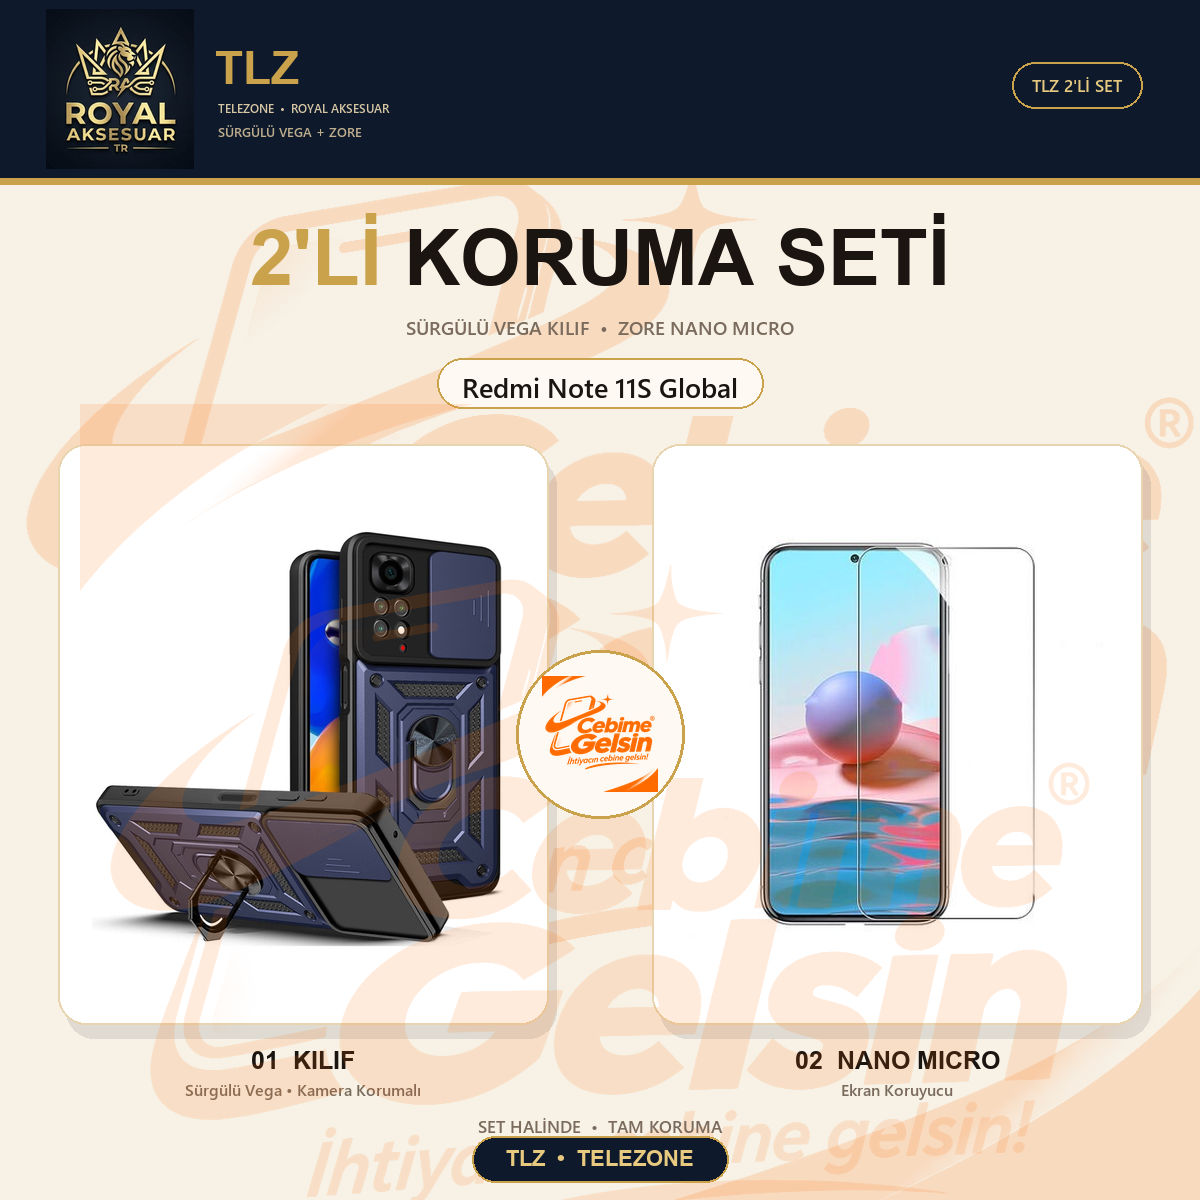 ROYAL
AKSESUAR
TR
TLZ
TELEZONE • ROYAL AKSESUAR
SÜRGÜLÜ VEGA + ZORE
TLZ 2'Lİ SET
2'Lİ KORUMA SETİ
SÜRGÜLÜ VEGA KILIF • ZORE NANO MICRO
Redmi Note 11S Global
Cebime®
Gelsin
İhtiyacın cebine gelsin!
Cebime®
Gelsin
01 KILIF
Sürgülü Vega • Kamera Korumalı
02 NANO MICRO
Ekran Koruyucu
SET HALİNDE • TAM KORUMA
TLZ • TELEZONE